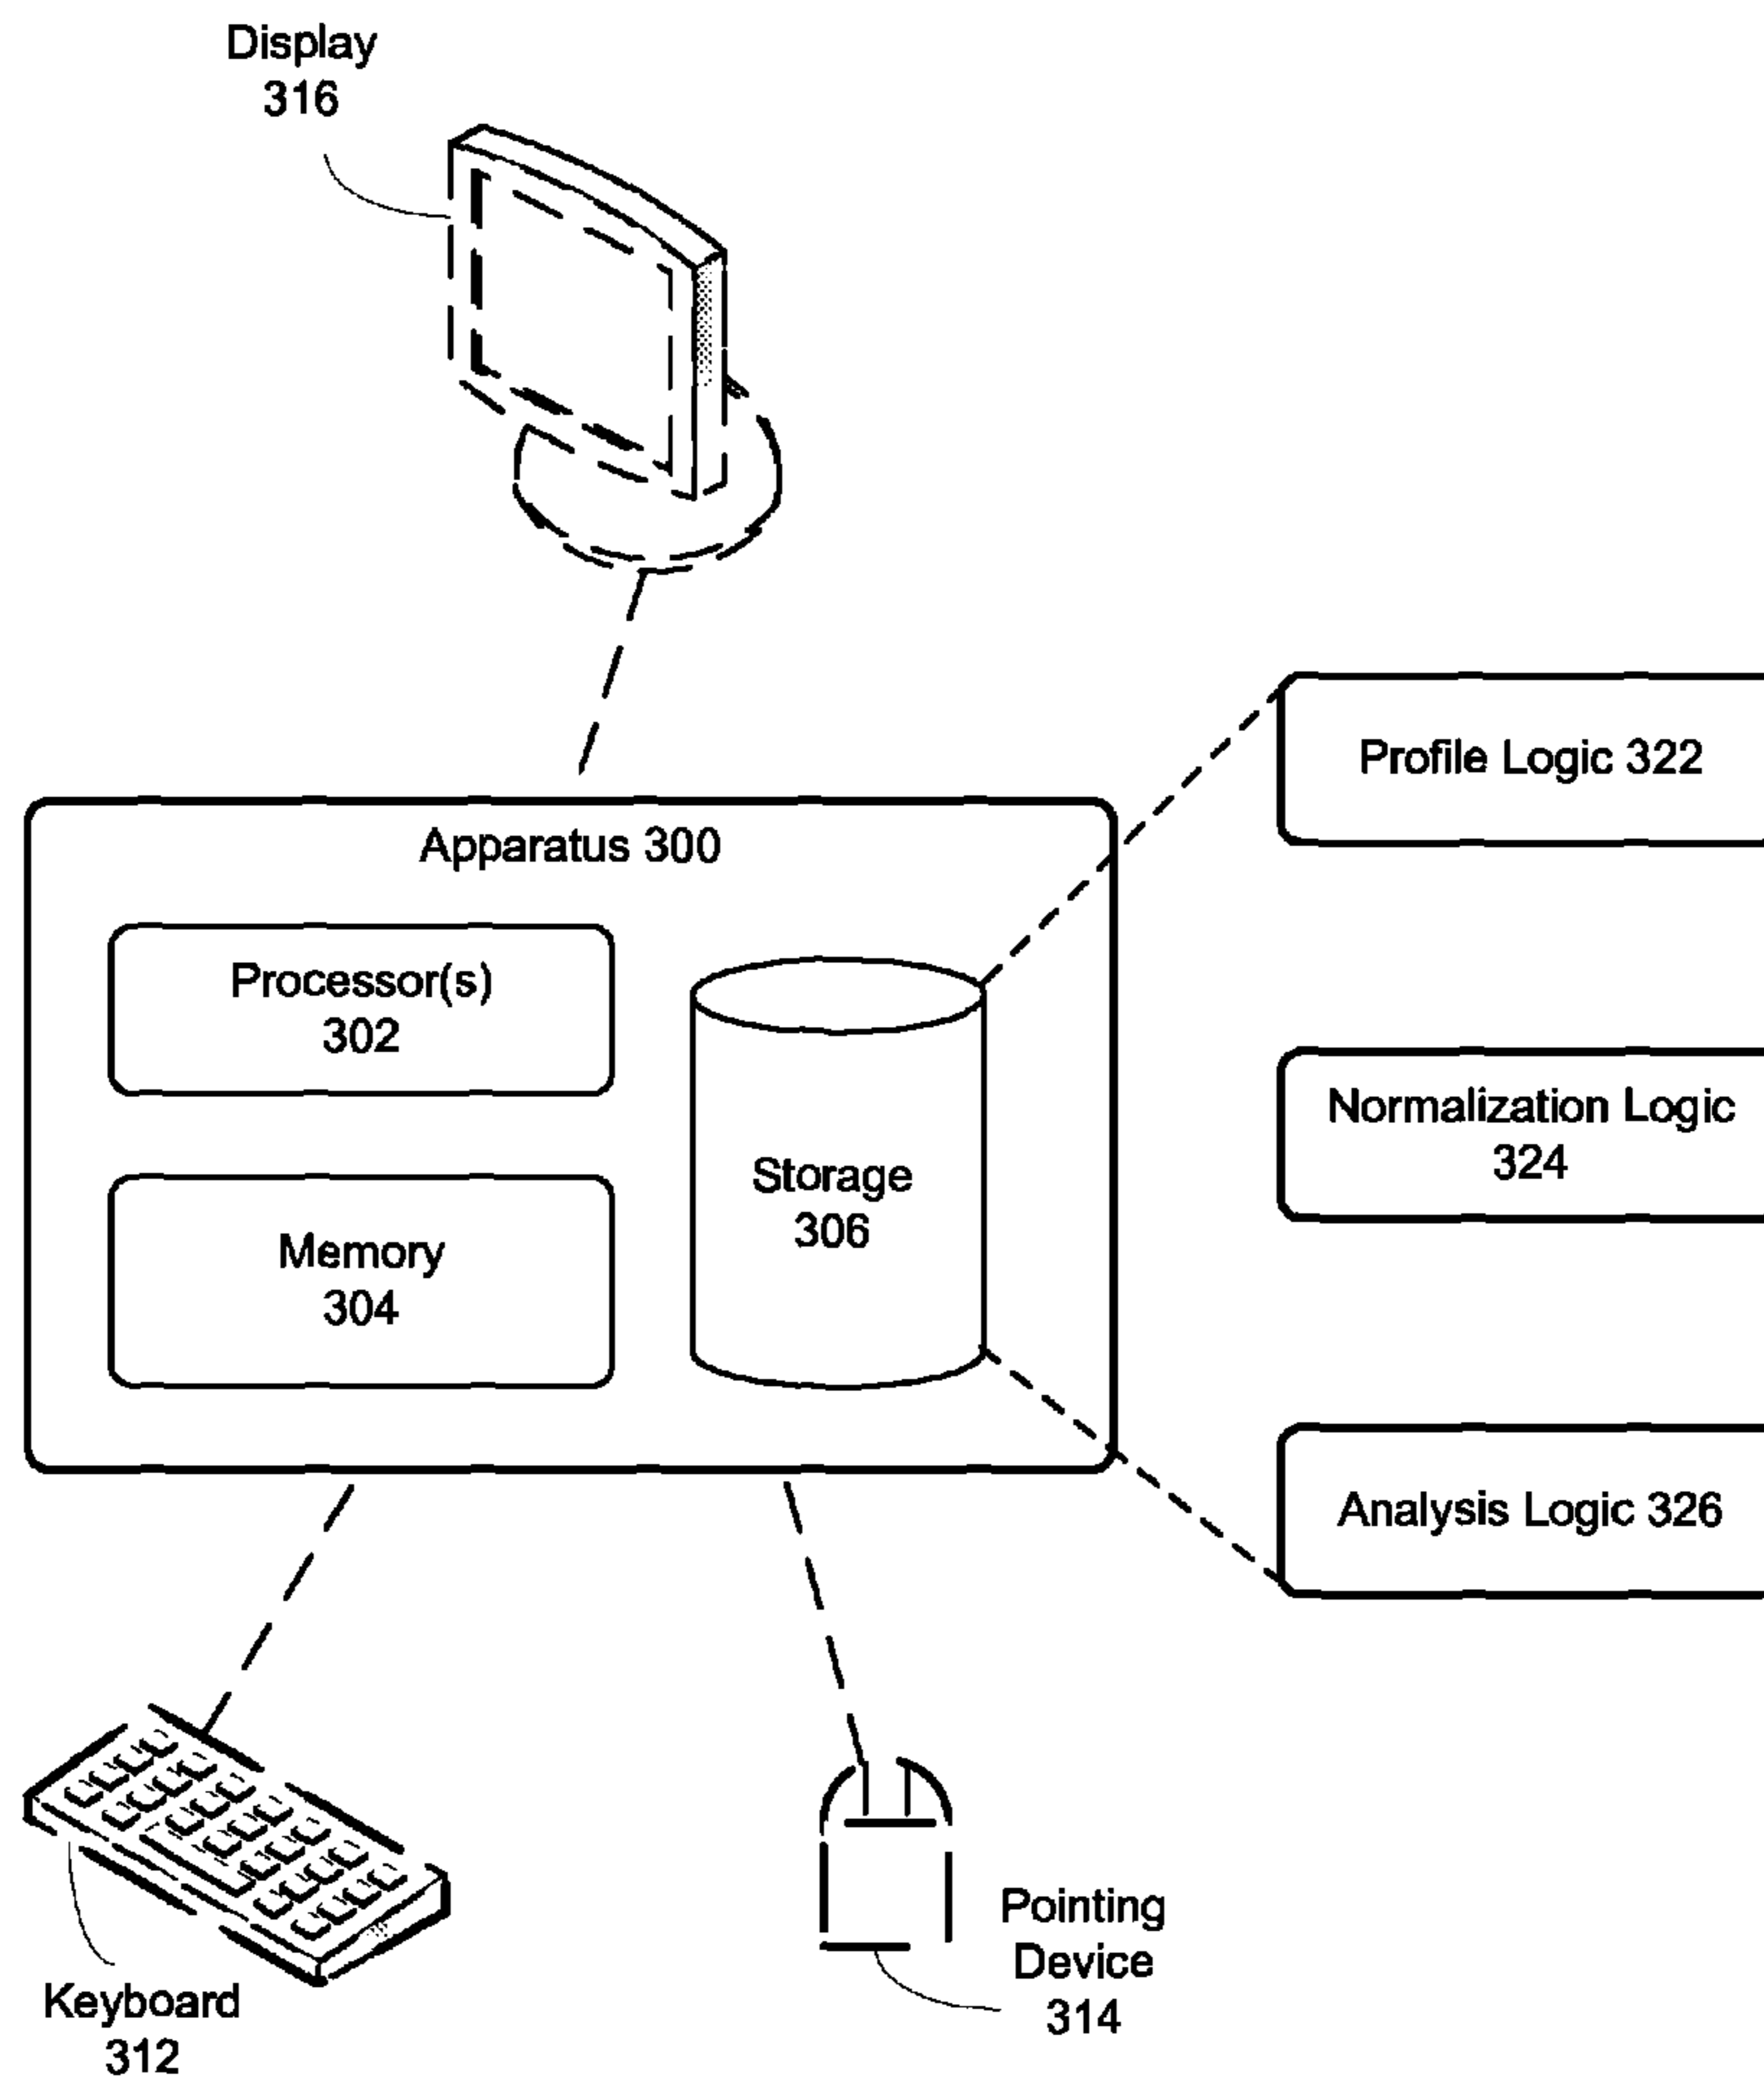 Display
316
Profile Logic 322
Apparatus 300
Processor(s)
302
Normalization Logic
324
Storage
306
Memory
304
Analysis Logic 326
Pointing
Device
314
Keyboard
312